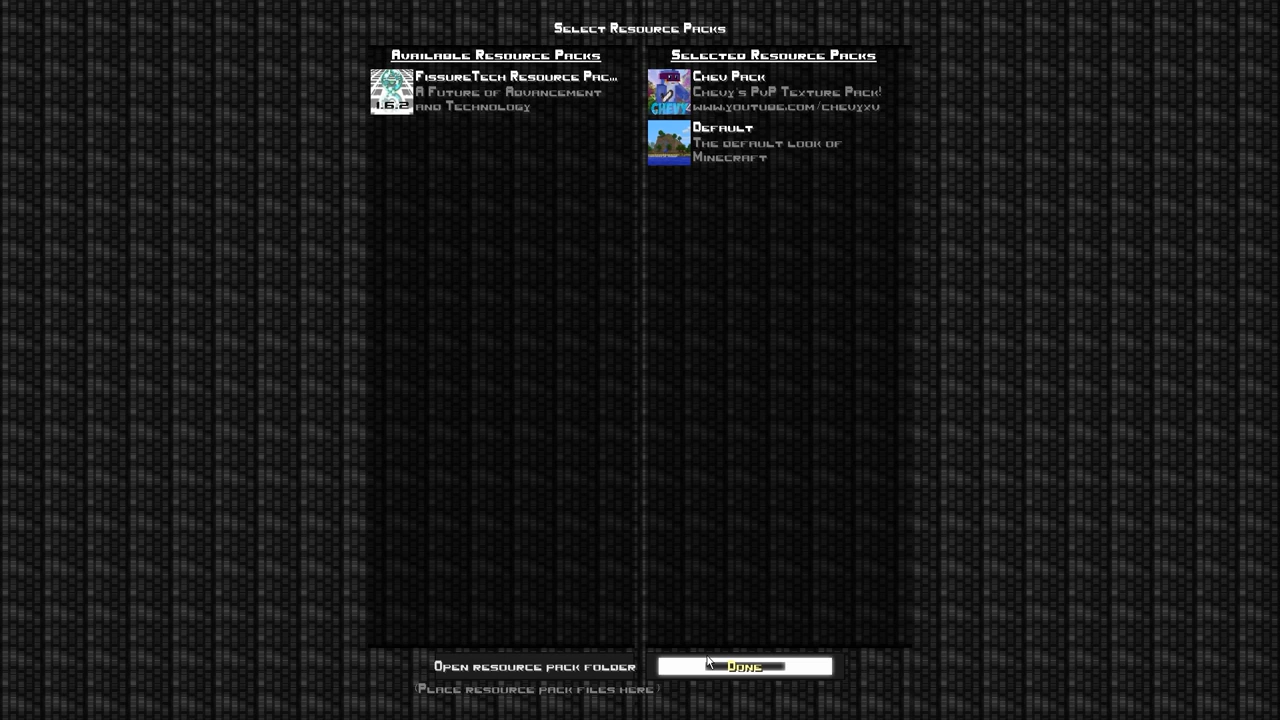 Select Resource Packs
Available Resource Packs
FissureTech Resource Pac...
A Future of Advancement
and Technology
1.6.2
Selected Resource Packs
Chev Pack
Chevy's PvP Texture Pack!
www.youtube.com/chevyxv
CHEVY
Default
The default look of
Minecraft
Open resource pack folder
Done
(Place resource pack files here)